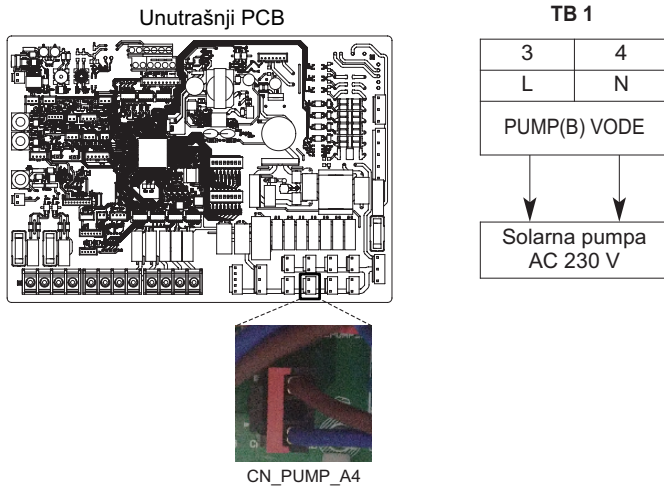 Unutrašnji PCB
TB 1
3 4
L N
PUMP(B) VODE
Solarna pumpa
AC 230 V
CN_PUMP_A4